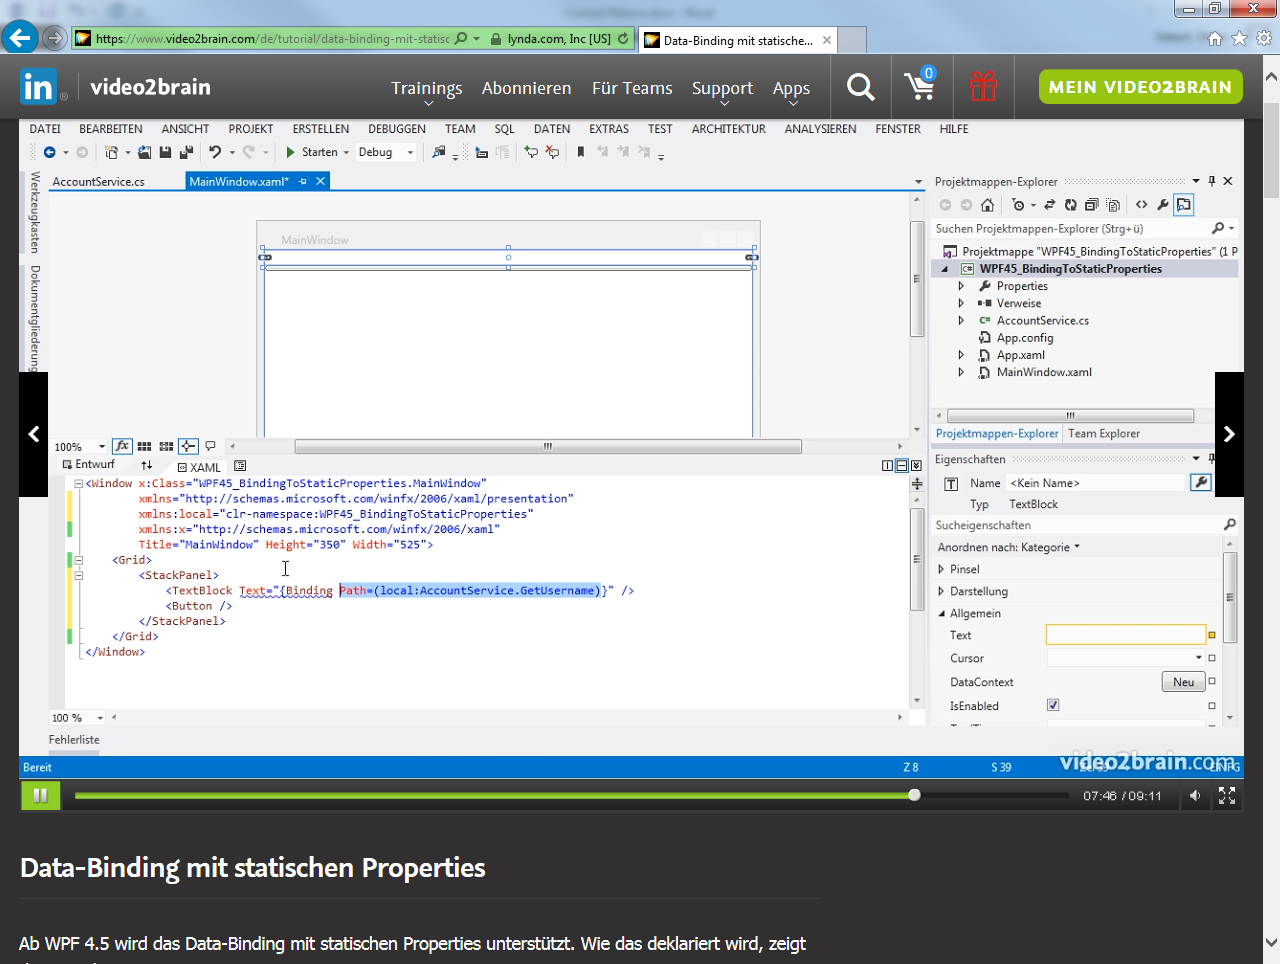 https://www.video2brain.com/de/tutorial/data-binding-mit-statisc
lynda.com, Inc [US]
Data-Binding mit statische...
in
video2brain
Trainings
Abonnieren
Für Teams
Support
Apps
0
MEIN VIDEO2BRAIN
DATEI BEARBEITEN ANSICHT PROJEKT ERSTELLEN DEBUGGEN TEAM SQL DATEN EXTRAS TEST ARCHITEKTUR ANALYSIEREN FENSTER HILFE
Starten
Debug
Werkzeugkasten
Dokumentgliederung
AccountService.cs
MainWindow.xaml*
MainWindow
100%
Entwurf
XAML
<Window x:Class="WPF45_BindingToStaticProperties.MainWindow"
xmlns="http://schemas.microsoft.com/winfx/2006/xaml/presentation"
xmlns:local="clr-namespace:WPF45_BindingToStaticProperties"
xmlns:x="http://schemas.microsoft.com/winfx/2006/xaml"
Title="MainWindow" Height="350" Width="525">
<Grid>
<StackPanel>
<TextBlock Text="{Binding Path=(local:AccountService.GetUsername)}" />
<Button />
</StackPanel>
</Grid>
</Window>
100 %
Fehlerliste
Projektmappen-Explorer
Suchen Projektmappen-Explorer (Strg+ü)
Projektmappe "WPF45_BindingToStaticProperties" (1 P
WPF45_BindingToStaticProperties
Properties
Verweise
AccountService.cs
App.config
App.xaml
MainWindow.xaml
Projektmappen-Explorer
Team Explorer
Eigenschaften
Name <Kein Name>
Typ TextBlock
Sucheigenschaften
Anordnen nach: Kategorie
Pinsel
Darstellung
Allgemein
Text
Cursor
DataContext
Neu
IsEnabled
Bereit
Z 8
S 39
video2brain.com
07:46 / 09:11
Data-Binding mit statischen Properties
Ab WPF 4.5 wird das Data-Binding mit statischen Properties unterstützt. Wie das deklariert wird, zeigt